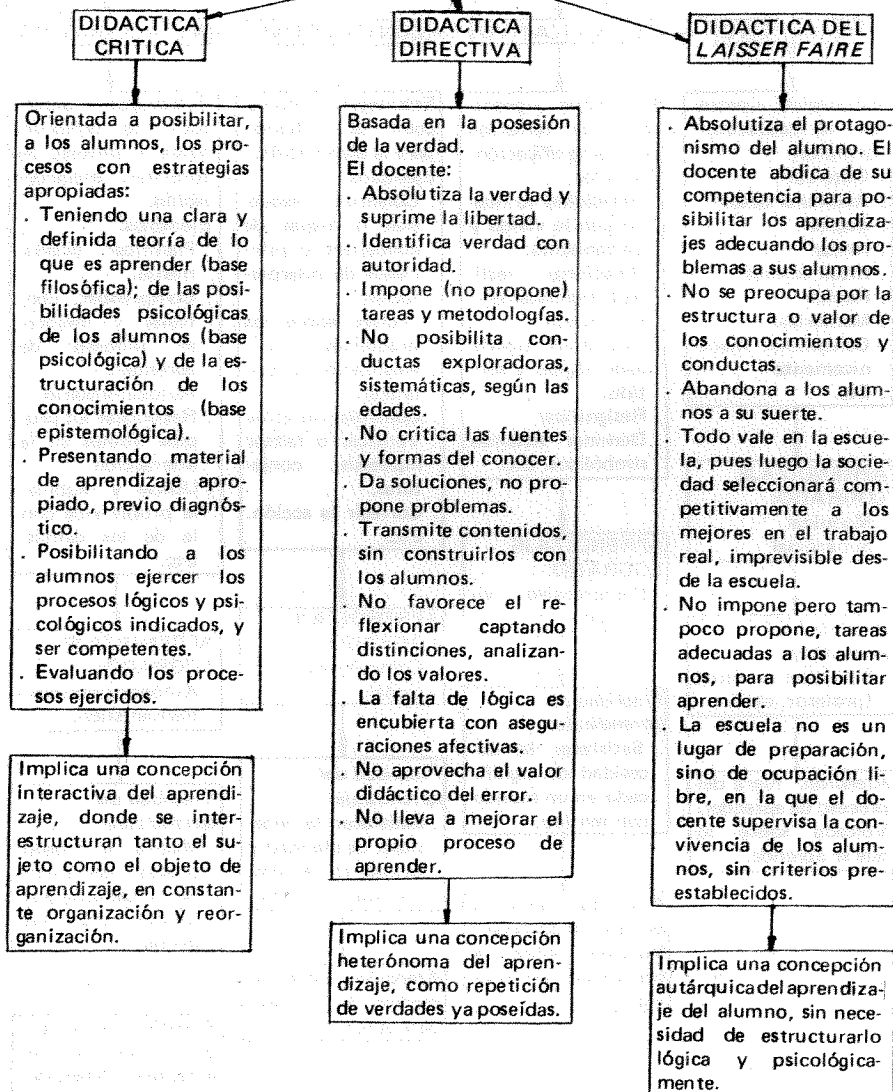 DIDACTICA
CRITICA
Orientada a posibilitar,
a los alumnos, los pro-
cesos con estrategias
apropiadas:
. Teniendo una clara y
definida teoría de lo
que es aprender (base
filosófica); de las posi-
bilidades psicológicas
de los alumnos (base
psicológica) y de la es-
tructuración de los
conocimientos (base
epistemológica).
. Presentando material
de aprendizaje apro-
piado, previo diagnós-
tico.
. Posibilitando a los
alumnos ejercer los
procesos lógicos y psi-
cológicos indicados, y
ser competentes.
. Evaluando los proce-
sos ejercidos.
Implica una concepción
interactiva del aprendi-
zaje, donde se inter-
estructuran tanto el su-
jeto como el objeto de
aprendizaje, en constan-
te organización y reor-
ganización.
DIDACTICA
DIRECTIVA
Basada en la posesión
de la verdad.
El docente:
. Absolutiza la verdad y
suprime la libertad.
. Identifica verdad con
autoridad.
. Impone (no propone)
tareas y metodologías.
. No posibilita con-
ductas exploradoras,
sistemáticas, según las
edades.
. No critica las fuentes
y formas del conocer.
. Da soluciones, no pro-
pone problemas.
. Transmite contenidos,
sin construirlos con
los alumnos.
. No favorece el re-
flexionar captando
distinciones, analizan-
do los valores.
. La falta de lógica es
encubierta con asegu-
raciones afectivas.
. No aprovecha el valor
didáctico del error.
. No lleva a mejorar el
propio proceso de
aprender.
Implica una concepción
heterónoma del apren-
dizaje, como repetición
de verdades ya poseídas.
DIDACTICA DEL
LAISSER FAIRE
. Absolutiza el protago-
nismo del alumno. El
docente abdica de su
competencia para po-
sibilitar los aprendiza-
jes adecuando los pro-
blemas a sus alumnos.
. No se preocupa por la
estructura o valor de
los conocimientos y
conductas.
. Abandona a los alum-
nos a su suerte.
. Todo vale en la escue-
la, pues luego la socie-
dad seleccionará com-
petitivamente a los
mejores en el trabajo
real, imprevisible des-
de la escuela.
. No impone pero tam-
poco propone, tareas
adecuadas a los alum-
nos, para posibilitar
aprender.
. La escuela no es un
lugar de preparación,
sino de ocupación li-
bre, en la que el do-
cente supervisa la con-
vivencia de los alum-
nos, sin criterios pre-
establecidos.
Implica una concepción
autárquica del aprendiza-
je del alumno, sin nece-
sidad de estructurarlo
lógica y psicológica-
mente.